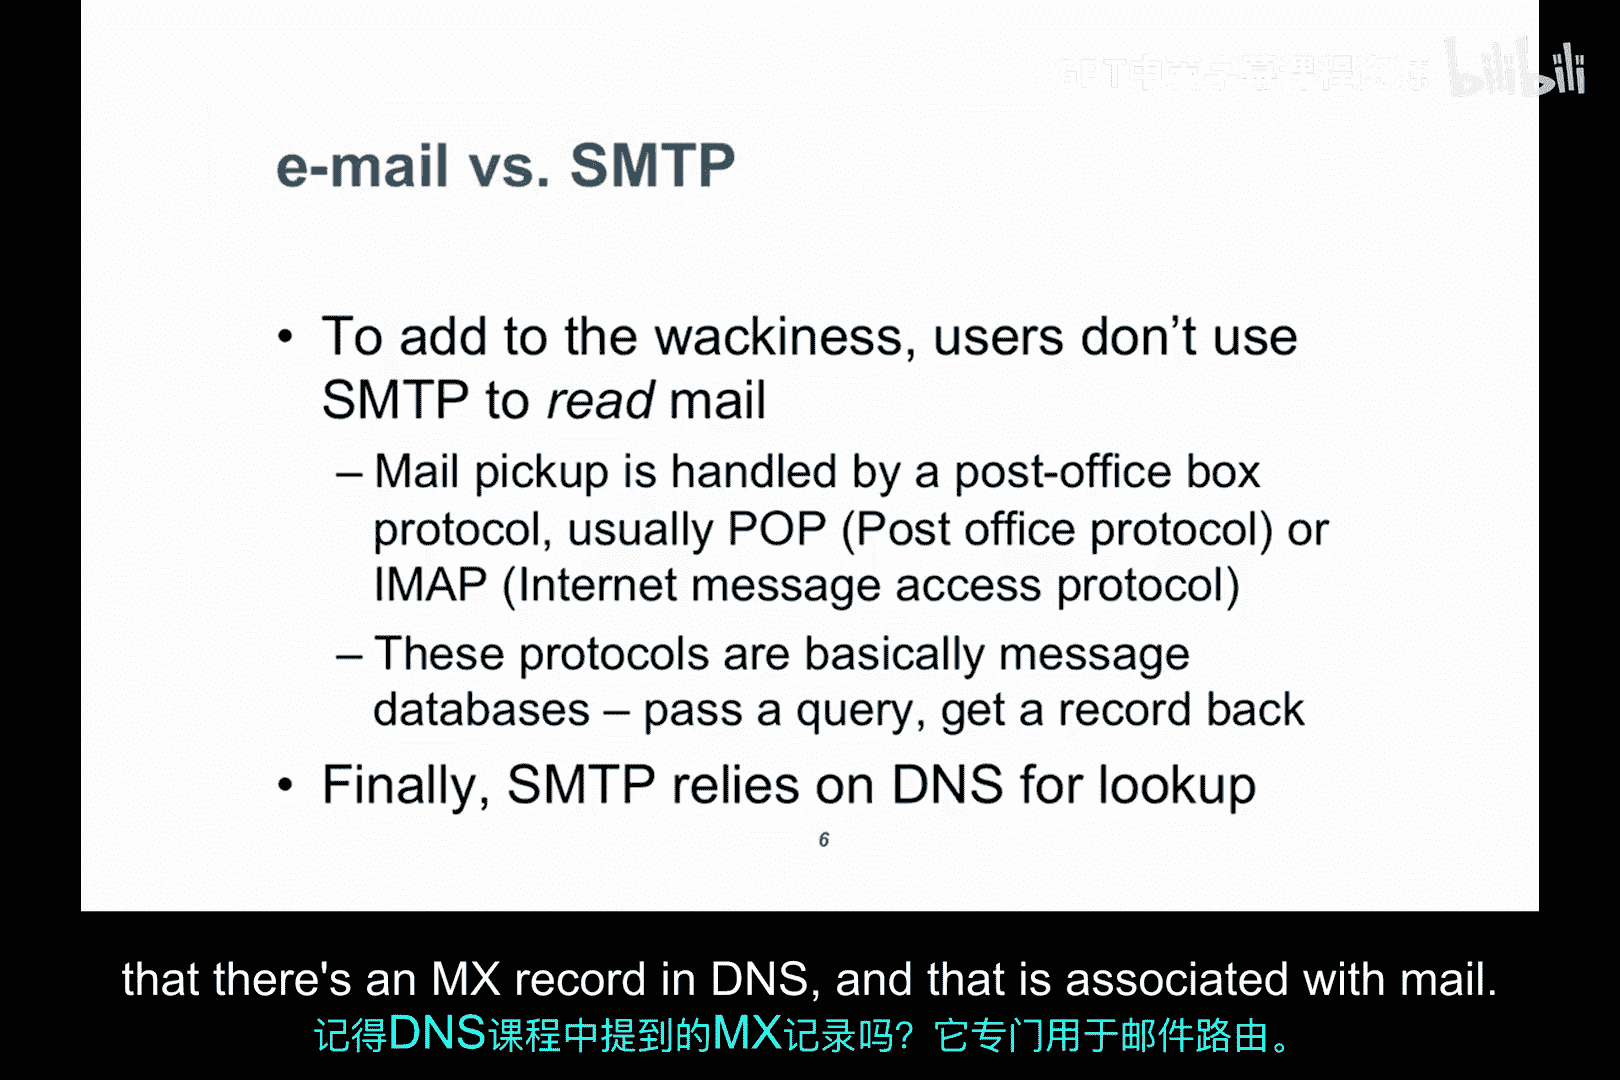 bilibili
e-mail vs. SMTP
• To add to the wackiness, users don’t use
SMTP to read mail
– Mail pickup is handled by a post-office box
protocol, usually POP (Post office protocol) or
IMAP (Internet message access protocol)
– These protocols are basically message
databases – pass a query, get a record back
• Finally, SMTP relies on DNS for lookup
6
that there's an MX record in DNS, and that is associated with mail.
记得DNS课程中提到的MX记录吗？它专门用于邮件路由。